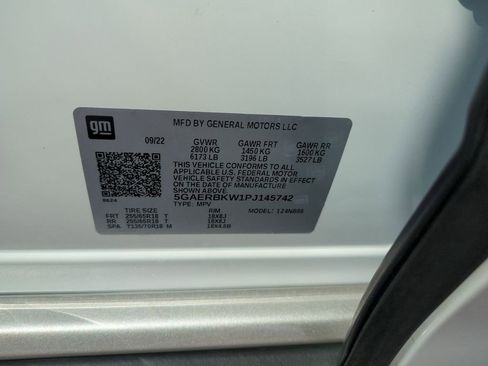 gm
MFD BY GENERAL MOTORS LLC
09/22 GVWR GAWR FRT GAWR RR
2800 KG 1450 KG 1600 KG
6173 LB 3196 LB 3527 LB
THIS VEHICLE CONFORMS TO ALL
APPLICABLE U.S. FEDERAL MOTOR
VEHICLE SAFETY STANDARDS IN
EFFECT ON THE DATE OF MANUFACTURE
SHOWN ABOVE.
5GAERBKW1PJ145742
TYPE: MPV
TIRE SIZE RIM MODEL:
FRT 255/65R18 T 18X8J
RR 255/65R18 T 18X8J
SPA T135/70R18 M